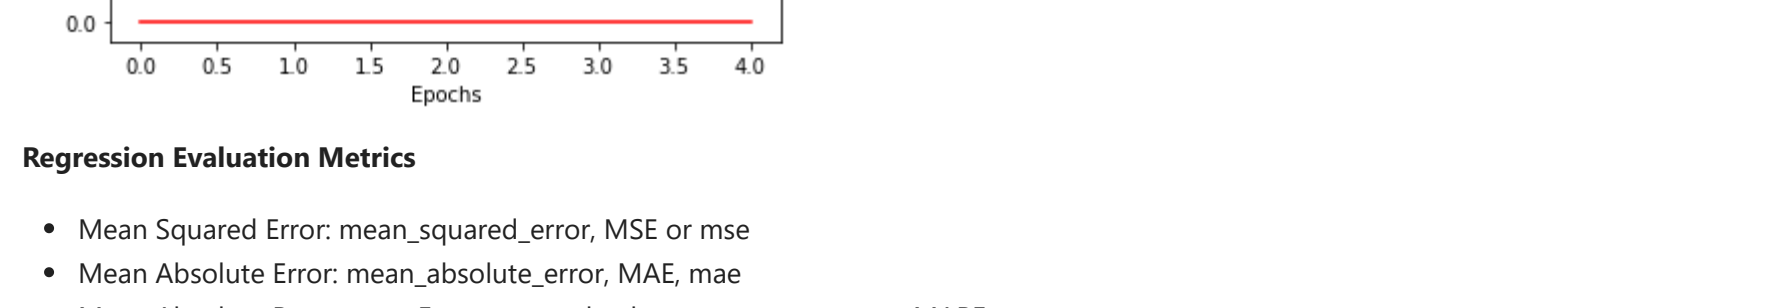 0.0
0.0 0.5 1.0 1.5 2.0 2.5 3.0 3.5 4.0
Epochs
Regression Evaluation Metrics
• Mean Squared Error: mean_squared_error, MSE or mse
• Mean Absolute Error: mean_absolute_error, MAE, mae